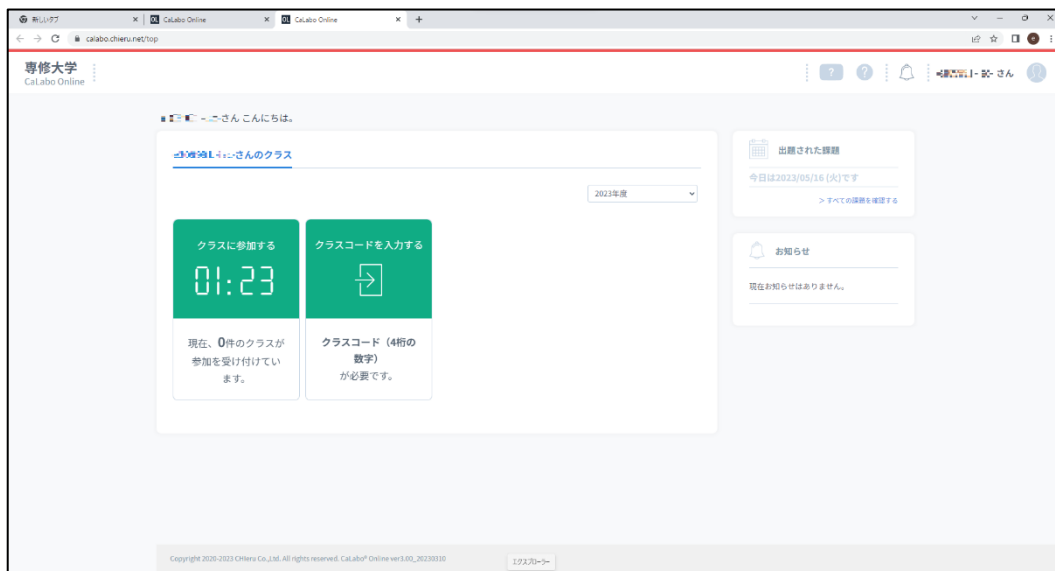 新しいタブ
CaLabo Online
CaLabo Online
calabo.chieru.net/top
専修大学
CaLabo Online
さん
さん こんにちは。
さんのクラス
2023年度
クラスに参加する
01:23
現在、0件のクラスが
参加を受け付けてい
ます。
クラスコードを入力する
クラスコード（4桁の
数字）
が必要です。
出題された課題
今日は2023/05/16 (火)です
> すべての課題を確認する
お知らせ
現在お知らせはありません。
Copyright 2020-2023 CHieru Co.,Ltd. All rights reserved. CaLabo® Online ver3.00_20230310
エクスプローラー